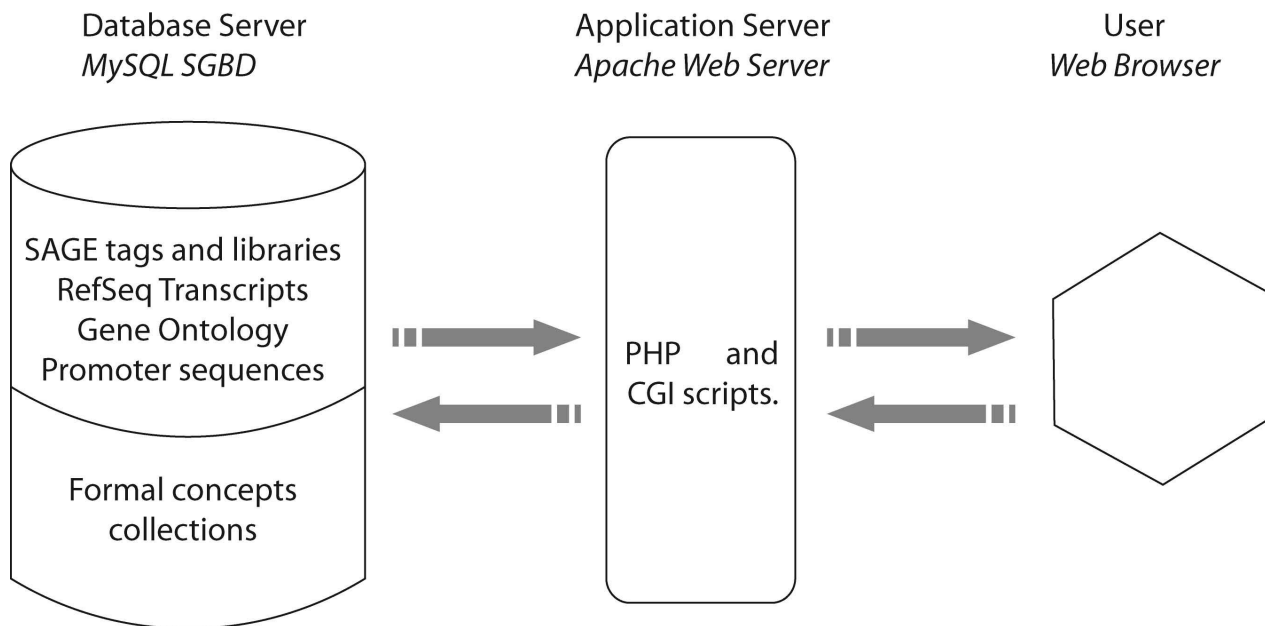 Database Server
MySQL SGBD
Application Server
Apache Web Server
User
Web Browser
SAGE tags and libraries
RefSeq Transcripts
Gene Ontology
Promoter sequences
Formal concepts
collections
PHP and
CGI scripts.